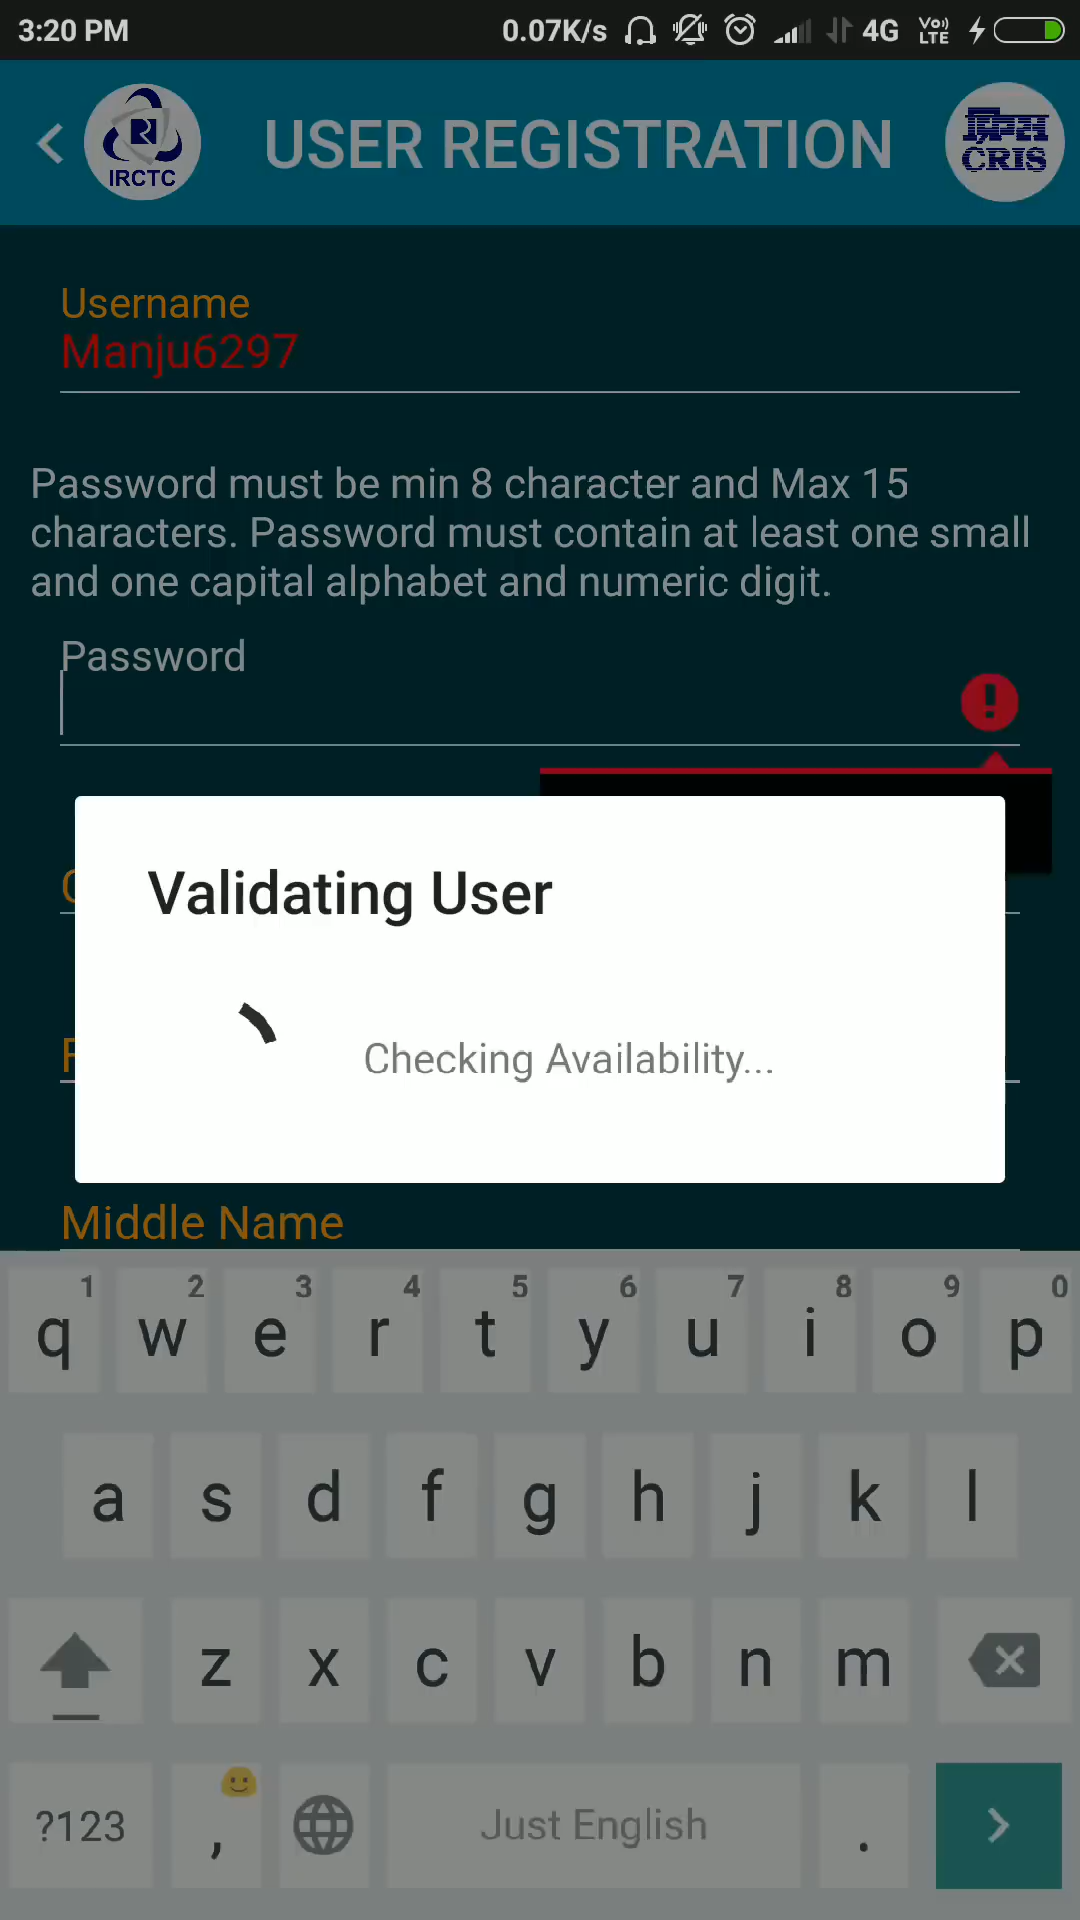 3:20 PM 0.07K/s 4G VoLTE
IRCTC
USER REGISTRATION
CRIS
Username
Manju6297
Password must be min 8 character and Max 15
characters. Password must contain at least one small
and one capital alphabet and numeric digit.
Password
Validating User
Checking Availability...
Middle Name
1 2 3 4 5 6 7 8 9 0
q w e r t y u i o p
a s d f g h j k l
z x c v b n m
?123 , Just English .